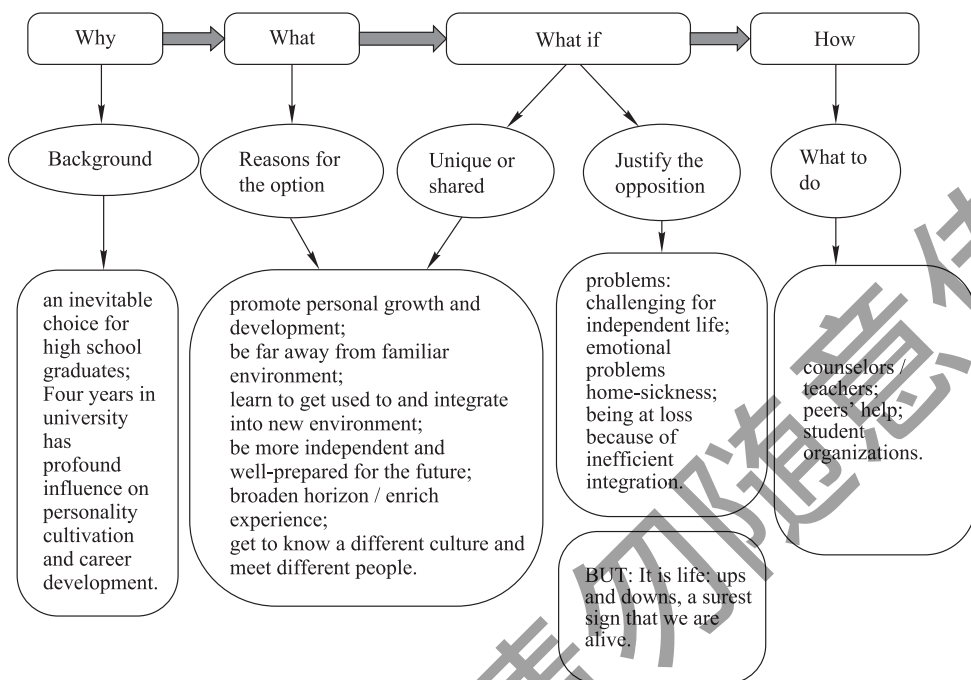 Why
What
What if
How
Background
Reasons for
the option
Unique or
shared
Justify the
opposition
What to
do
an inevitable
choice for
high school
graduates;
Four years in
university
has
profound
influence on
personality
cultivation
and career
development.
promote personal growth and
development;
be far away from familiar
environment;
learn to get used to and integrate
into new environment;
be more independent and
well-prepared for the future;
broaden horizon / enrich
experience;
get to know a different culture and
meet different people.
problems:
challenging for
independent life;
emotional
problems
home-sickness;
being at loss
because of
inefficient
integration.
BUT: It is life: ups
and downs, a surest
sign that we are
alive.
counselors /
teachers;
peers' help;
student
organizations.
请勿随意传